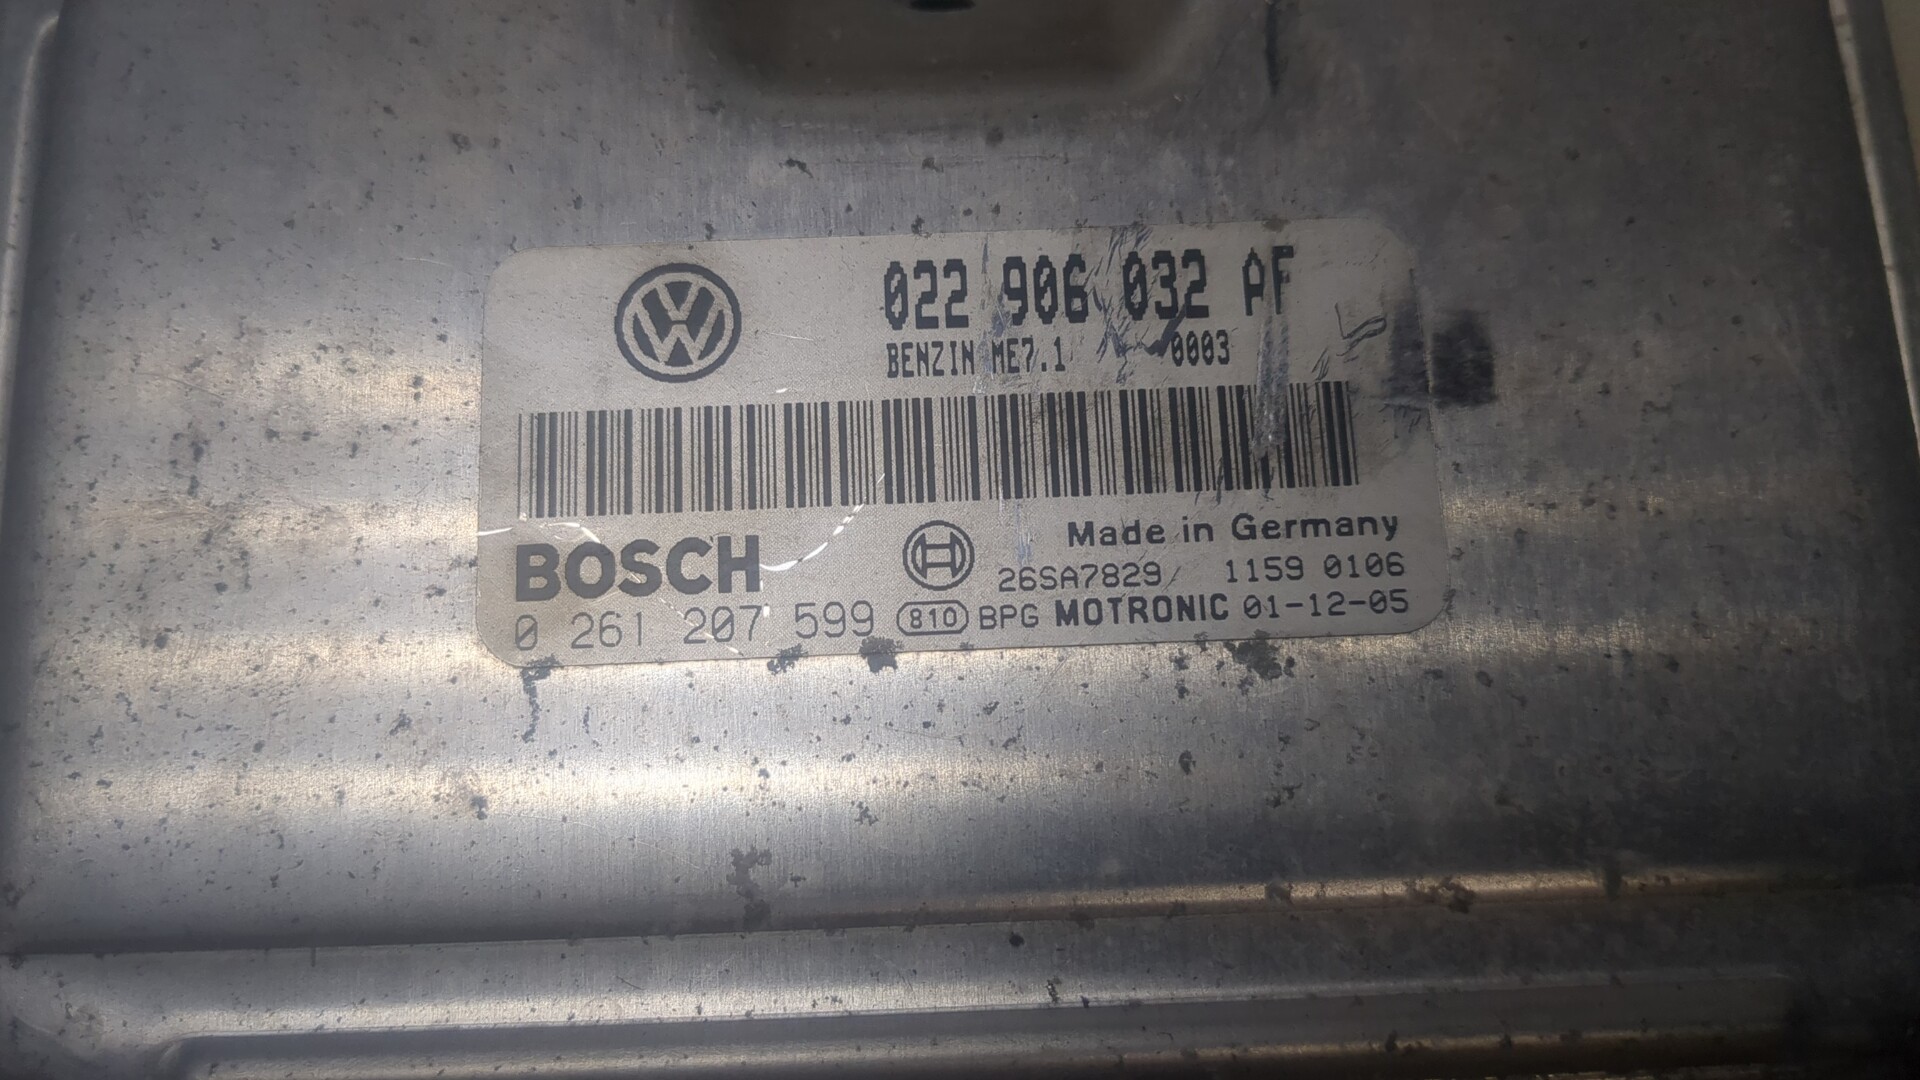 022 906 032 AF
BENZIN ME7.1 0003
Made in Germany
BOSCH
26SA7829 1159 0106
0 261 207 599 810 BPG MOTRONIC 01-12-05